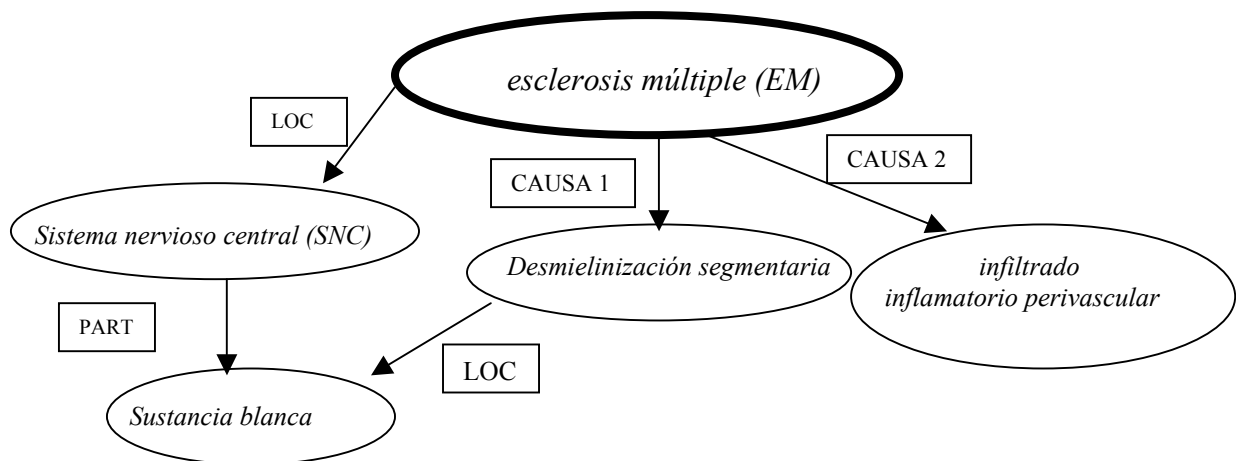 esclerosis múltiple (EM)
LOC
CAUSA 2
CAUSA 1
Sistema nervioso central (SNC)
Desmielinización segmentaria
infiltrado
inflamatorio perivascular
PART
LOC
Sustancia blanca